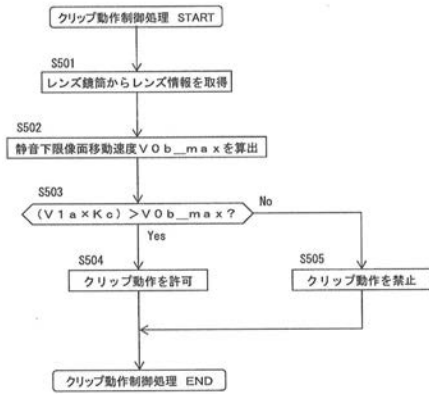 クリップ動作制御処理 START
S501
レンズ鏡筒からレンズ情報を取得
S502
静音下限像面移動速度V0b_maxを算出
S503
(V1a×Kc)>V0b_max?
No
Yes
S504
クリップ動作を許可
S505
クリップ動作を禁止
クリップ動作制御処理 END